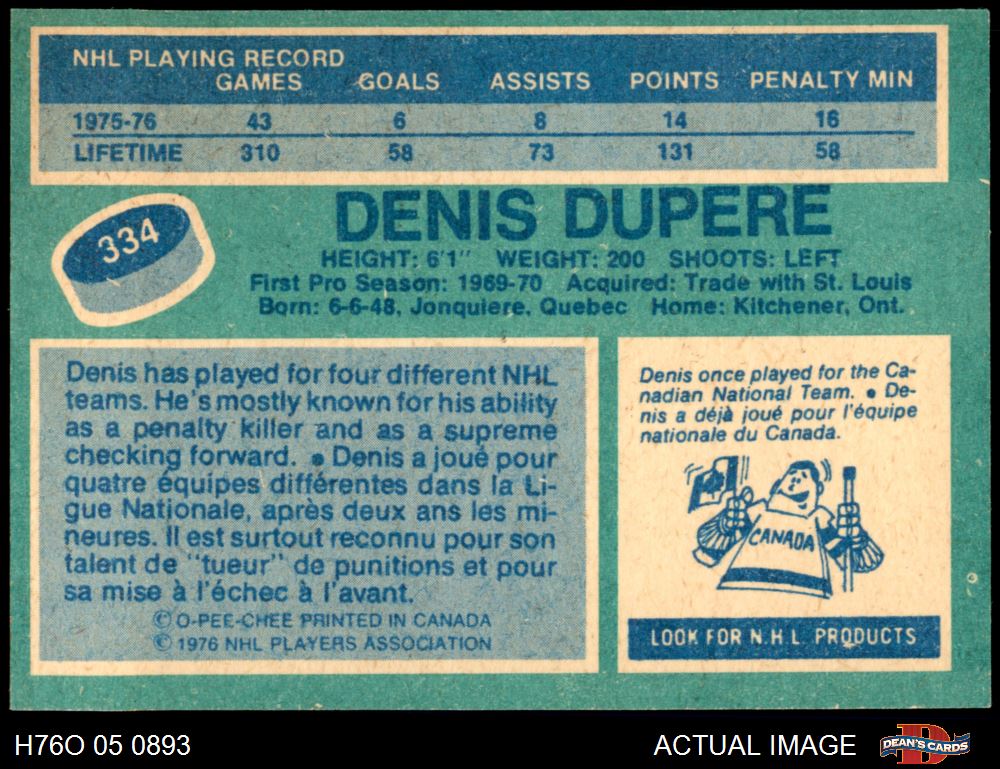 NHL PLAYING RECORD
GAMES GOALS ASSISTS POINTS PENALTY MIN
1975-76 43 6 8 14 16
LIFETIME 310 58 73 131 58
334
DENIS DUPERE
HEIGHT: 6'1" WEIGHT: 200 SHOOTS: LEFT
First Pro Season: 1969-70 Acquired: Trade with St. Louis
Born: 6-6-48, Jonquiere, Quebec Home: Kitchener, Ont.
Denis has played for four different NHL
teams. He's mostly known for his ability
as a penalty killer and as a supreme
checking forward. • Denis a joué pour
quatre équipes différentes dans la Li-
gue Nationale, après deux ans les mi-
neures. Il est surtout reconnu pour son
talent de "tueur" de punitions et pour
sa mise à l'échec à l'avant.
© O-PEE-CHEE PRINTED IN CANADA
© 1976 NHL PLAYERS ASSOCIATION
Denis once played for the Ca-
nadian National Team. • De-
nis a déjà joué pour l'équipe
nationale du Canada.
CANADA
LOOK FOR N.H.L. PRODUCTS
H76O 05 0893
ACTUAL IMAGE
DEAN'S CARDS